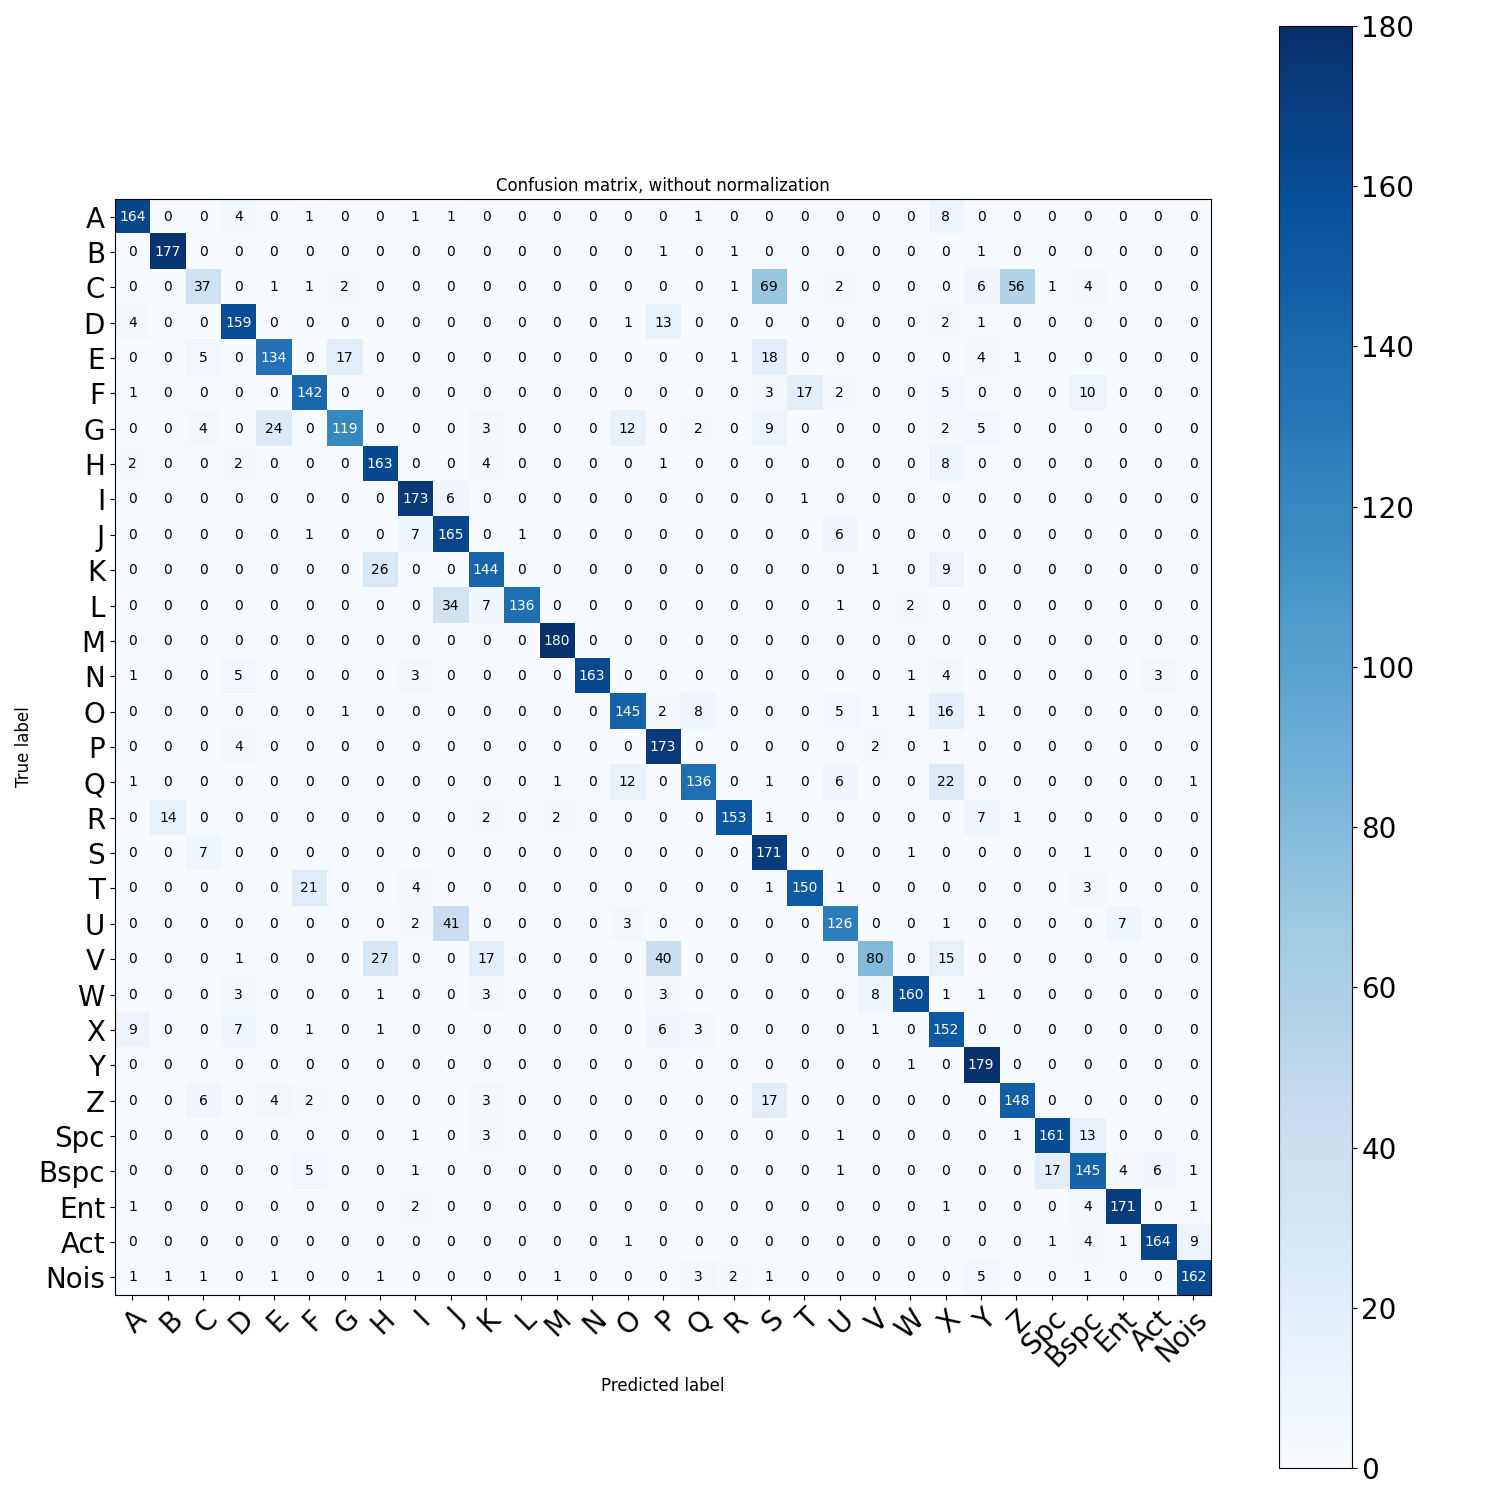 Confusion matrix, without normalization
A 164 0 0 4 0 1 0 0 1 1 0 0 0 0 0 0 1 0 0 0 0 0 0 8 0 0 0 0 0 0 0
B 0 177 0 0 0 0 0 0 0 0 0 0 0 0 0 1 0 1 0 0 0 0 0 0 1 0 0 0 0 0 0
C 0 0 37 0 1 1 2 0 0 0 0 0 0 0 0 0 0 1 69 0 2 0 0 0 6 56 1 4 0 0 0
D 4 0 0 159 0 0 0 0 0 0 0 0 0 0 1 13 0 0 0 0 0 0 0 2 1 0 0 0 0 0 0
E 0 0 5 0 134 0 17 0 0 0 0 0 0 0 0 0 0 1 18 0 0 0 0 0 4 1 0 0 0 0 0
F 1 0 0 0 0 142 0 0 0 0 0 0 0 0 0 0 0 0 3 17 2 0 0 5 0 0 0 10 0 0 0
G 0 0 4 0 24 0 119 0 0 0 3 0 0 0 12 0 2 0 9 0 0 0 0 2 5 0 0 0 0 0 0
H 2 0 0 2 0 0 0 163 0 0 4 0 0 0 0 1 0 0 0 0 0 0 0 8 0 0 0 0 0 0 0
I 0 0 0 0 0 0 0 0 173 6 0 0 0 0 0 0 0 0 0 1 0 0 0 0 0 0 0 0 0 0 0
J 0 0 0 0 0 1 0 0 7 165 0 1 0 0 0 0 0 0 0 0 6 0 0 0 0 0 0 0 0 0 0
K 0 0 0 0 0 0 0 26 0 0 144 0 0 0 0 0 0 0 0 0 0 1 0 9 0 0 0 0 0 0 0
L 0 0 0 0 0 0 0 0 0 34 7 136 0 0 0 0 0 0 0 0 1 0 2 0 0 0 0 0 0 0 0
M 0 0 0 0 0 0 0 0 0 0 0 0 180 0 0 0 0 0 0 0 0 0 0 0 0 0 0 0 0 0 0
N 1 0 0 5 0 0 0 0 3 0 0 0 0 163 0 0 0 0 0 0 0 0 1 4 0 0 0 0 0 3 0
O 0 0 0 0 0 0 1 0 0 0 0 0 0 0 145 2 8 0 0 0 5 1 1 16 1 0 0 0 0 0 0
P 0 0 0 4 0 0 0 0 0 0 0 0 0 0 0 173 0 0 0 0 0 2 0 1 0 0 0 0 0 0 0
Q 1 0 0 0 0 0 0 0 0 0 0 0 1 0 12 0 136 0 1 0 6 0 0 22 0 0 0 0 0 0 1
R 0 14 0 0 0 0 0 0 0 0 2 0 2 0 0 0 0 153 1 0 0 0 0 0 7 1 0 0 0 0 0
S 0 0 7 0 0 0 0 0 0 0 0 0 0 0 0 0 0 0 171 0 0 0 1 0 0 0 0 1 0 0 0
T 0 0 0 0 0 21 0 0 4 0 0 0 0 0 0 0 0 0 1 150 1 0 0 0 0 0 0 3 0 0 0
U 0 0 0 0 0 0 0 0 2 41 0 0 0 0 3 0 0 0 0 0 126 0 0 1 0 0 0 0 7 0 0
V 0 0 0 1 0 0 0 27 0 0 17 0 0 0 0 40 0 0 0 0 0 80 0 15 0 0 0 0 0 0 0
W 0 0 0 3 0 0 0 1 0 0 3 0 0 0 0 3 0 0 0 0 0 8 160 1 1 0 0 0 0 0 0
X 9 0 0 7 0 1 0 1 0 0 0 0 0 0 0 6 3 0 0 0 0 1 0 152 0 0 0 0 0 0 0
Y 0 0 0 0 0 0 0 0 0 0 0 0 0 0 0 0 0 0 0 0 0 0 1 0 179 0 0 0 0 0 0
Z 0 0 6 0 4 2 0 0 0 0 3 0 0 0 0 0 0 0 17 0 0 0 0 0 0 148 0 0 0 0 0
Spc 0 0 0 0 0 0 0 0 1 0 3 0 0 0 0 0 0 0 0 0 1 0 0 0 0 1 161 13 0 0 0
Bspc 0 0 0 0 0 5 0 0 1 0 0 0 0 0 0 0 0 0 0 0 1 0 0 0 0 0 17 145 4 6 1
Ent 1 0 0 0 0 0 0 0 2 0 0 0 0 0 0 0 0 0 0 0 0 0 0 1 0 0 0 4 171 0 1
Act 0 0 0 0 0 0 0 0 0 0 0 0 0 0 1 0 0 0 0 0 0 0 0 0 0 0 1 4 1 164 9
Nois 1 1 1 0 1 0 0 1 0 0 0 0 1 0 0 0 3 2 1 0 0 0 0 0 5 0 0 1 0 0 162
A B C D E F G H I J K L M N O P Q R S T U V W X Y Z Spc Bspc Ent Act Nois
Predicted label
True label
180
160
140
120
100
80
60
40
20
0